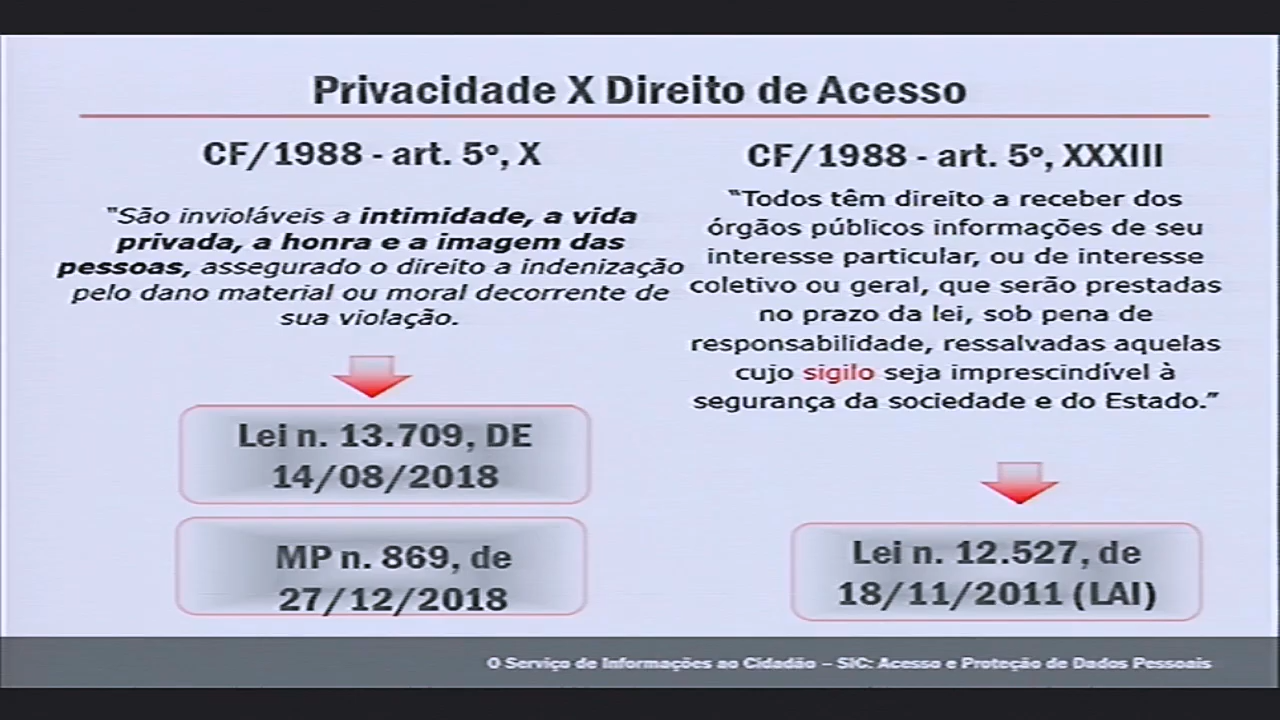 Privacidade X Direito de Acesso
CF/1988 - art. 5º, X
"São invioláveis a intimidade, a vida
privada, a honra e a imagem das
pessoas, assegurado o direito a indenização
pelo dano material ou moral decorrente de
sua violação.
Lei n. 13.709, DE
14/08/2018
MP n. 869, de
27/12/2018
CF/1988 - art. 5º, XXXIII
"Todos têm direito a receber dos
órgãos públicos informações de seu
interesse particular, ou de interesse
coletivo ou geral, que serão prestadas
no prazo da lei, sob pena de
responsabilidade, ressalvadas aquelas
cujo sigilo seja imprescindível à
segurança da sociedade e do Estado."
Lei n. 12.527, de
18/11/2011 (LAI)
O Serviço de Informações ao Cidadão – SIC: Acesso e Proteção de Dados Pessoais